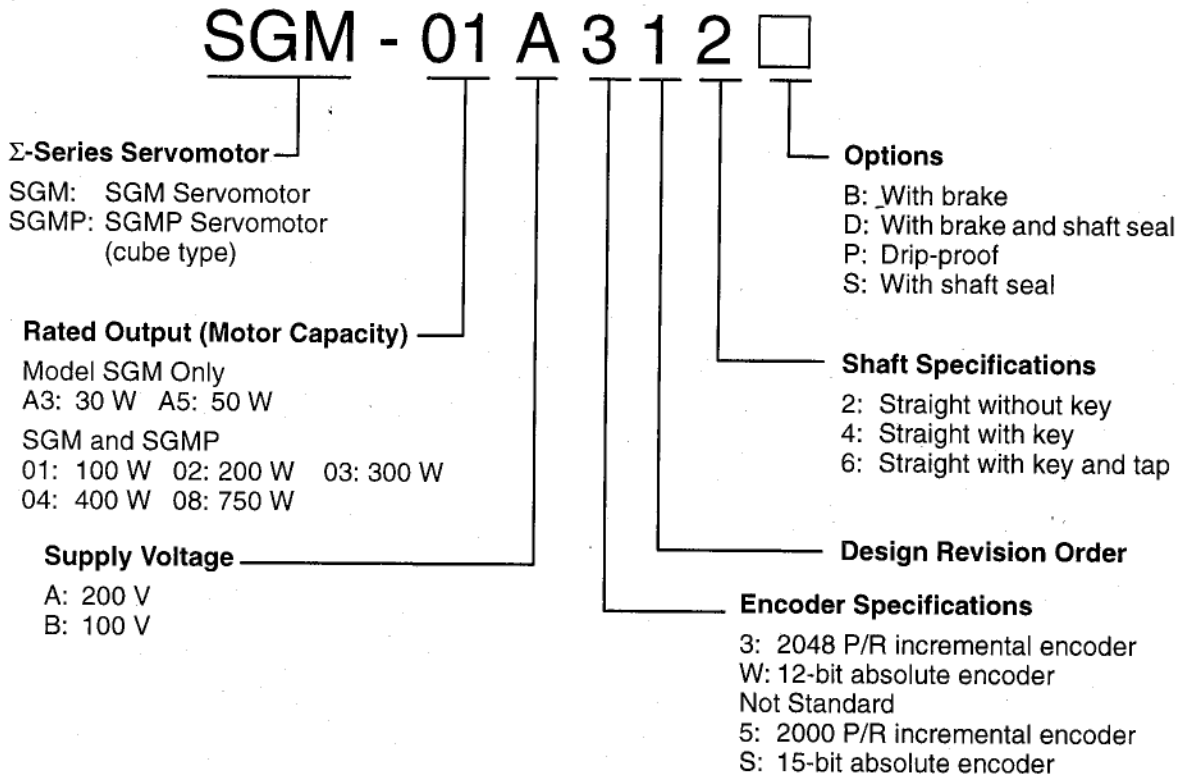 SGM - 01 A 3 1 2 □
Σ-Series Servomotor
SGM: SGM Servomotor
SGMP: SGMP Servomotor
(cube type)
Rated Output (Motor Capacity)
Model SGM Only
A3: 30 W A5: 50 W
SGM and SGMP
01: 100 W 02: 200 W 03: 300 W
04: 400 W 08: 750 W
Supply Voltage
A: 200 V
B: 100 V
Options
B: With brake
D: With brake and shaft seal
P: Drip-proof
S: With shaft seal
Shaft Specifications
2: Straight without key
4: Straight with key
6: Straight with key and tap
Design Revision Order
Encoder Specifications
3: 2048 P/R incremental encoder
W: 12-bit absolute encoder
Not Standard
5: 2000 P/R incremental encoder
S: 15-bit absolute encoder